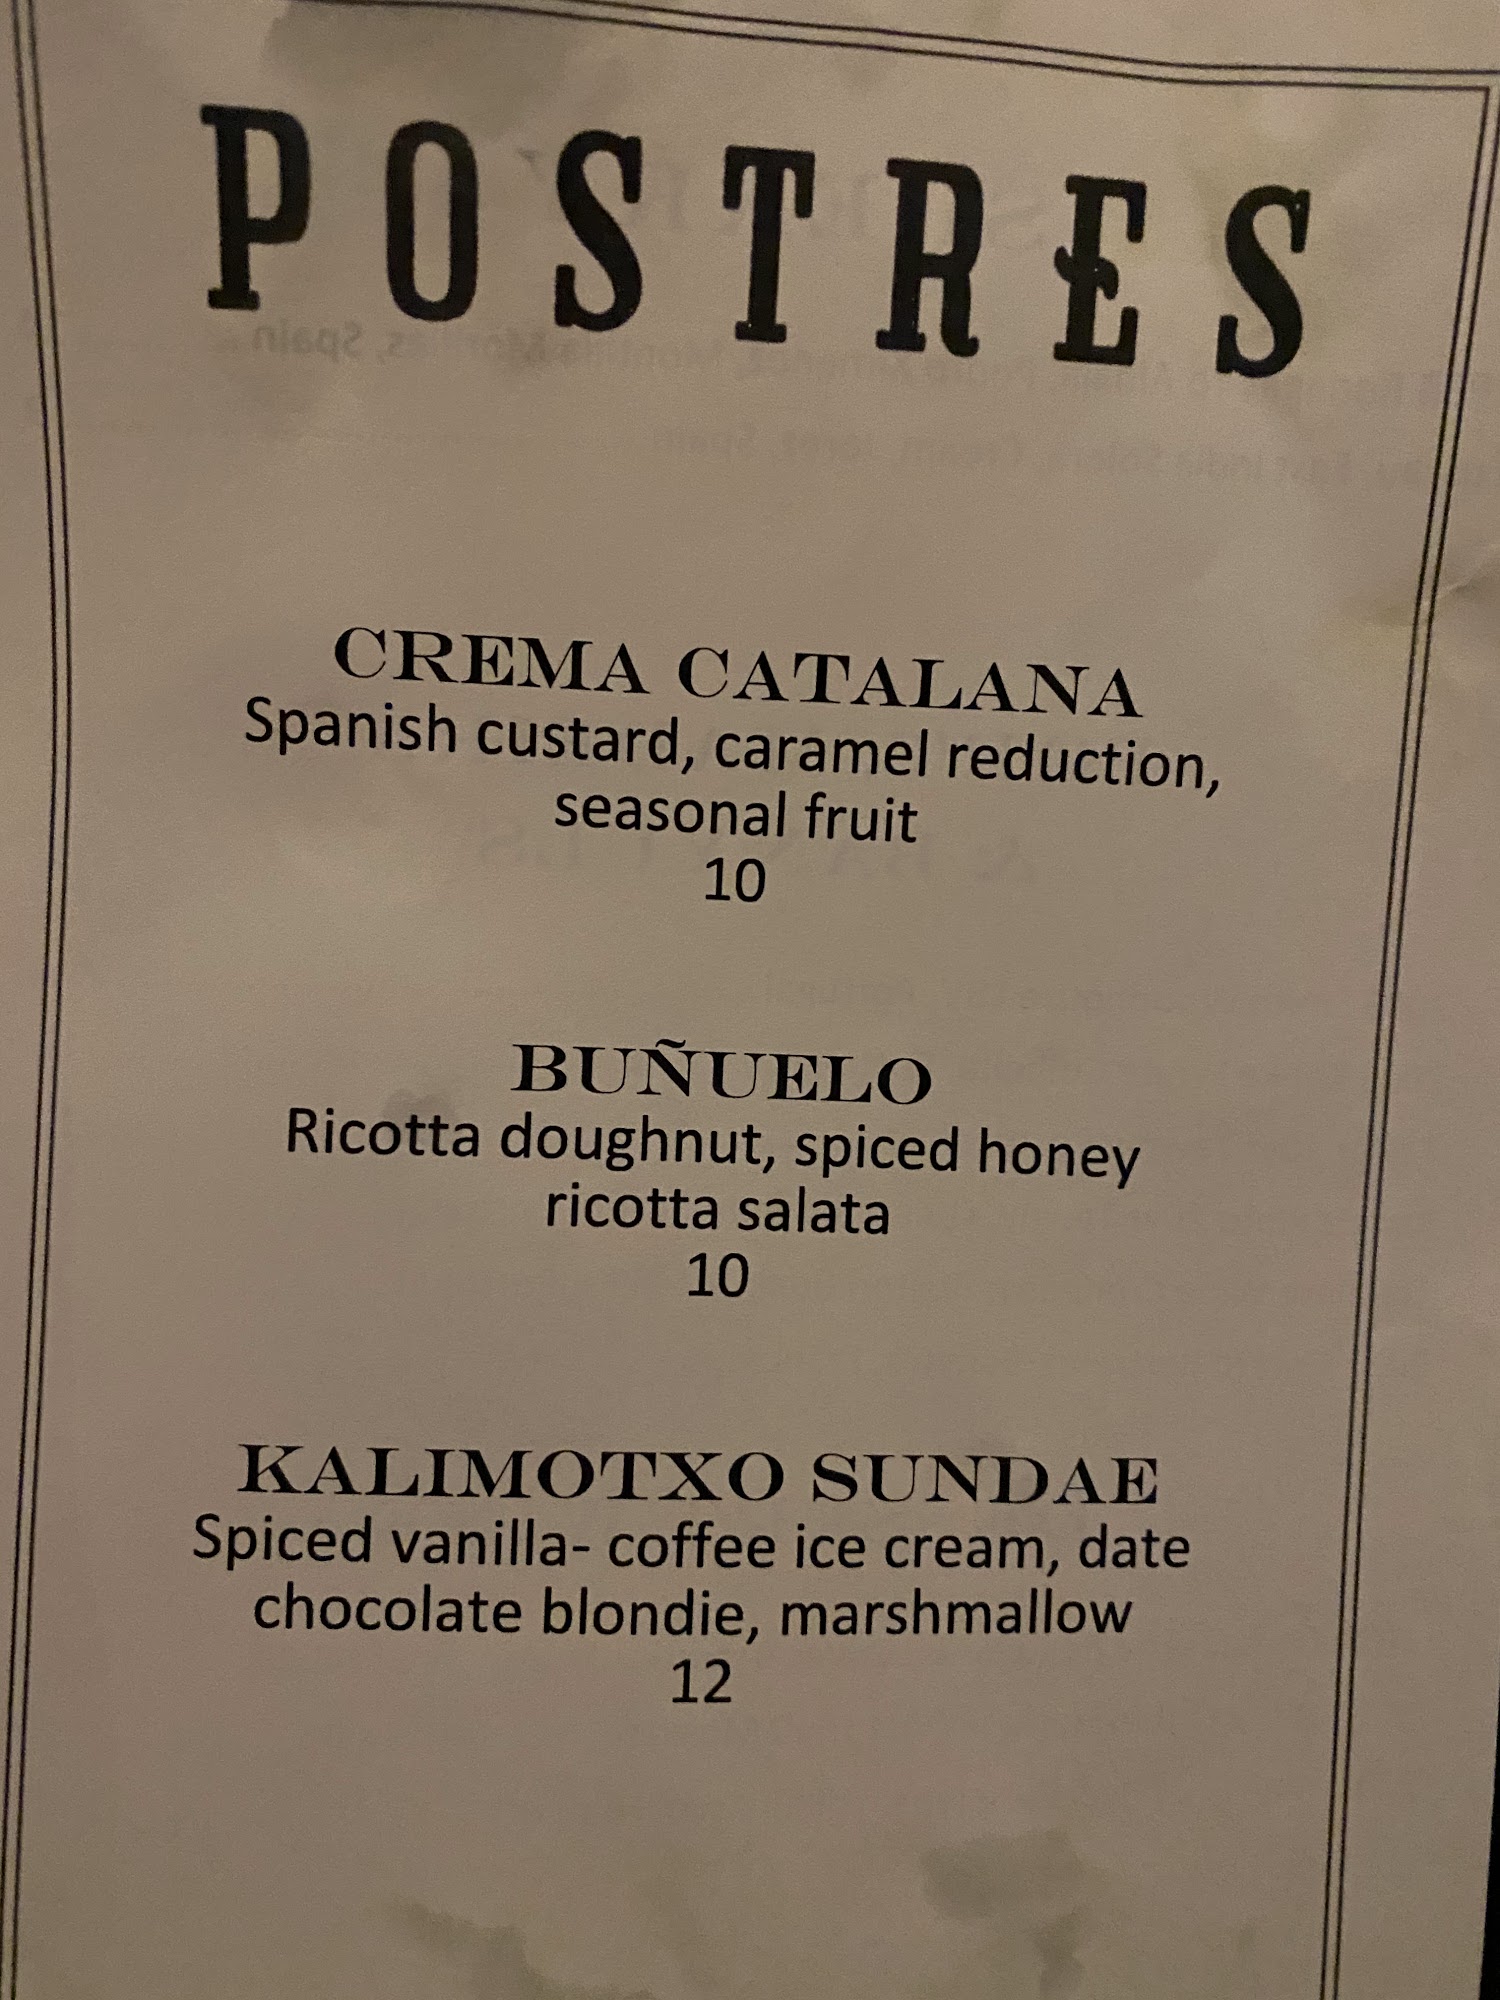 POSTRES
CREMA CATALANA
Spanish custard, caramel reduction,
seasonal fruit
10
BUÑUELO
Ricotta doughnut, spiced honey
ricotta salata
10
KALIMOTXO SUNDAE
Spiced vanilla- coffee ice cream, date
chocolate blondie, marshmallow
12